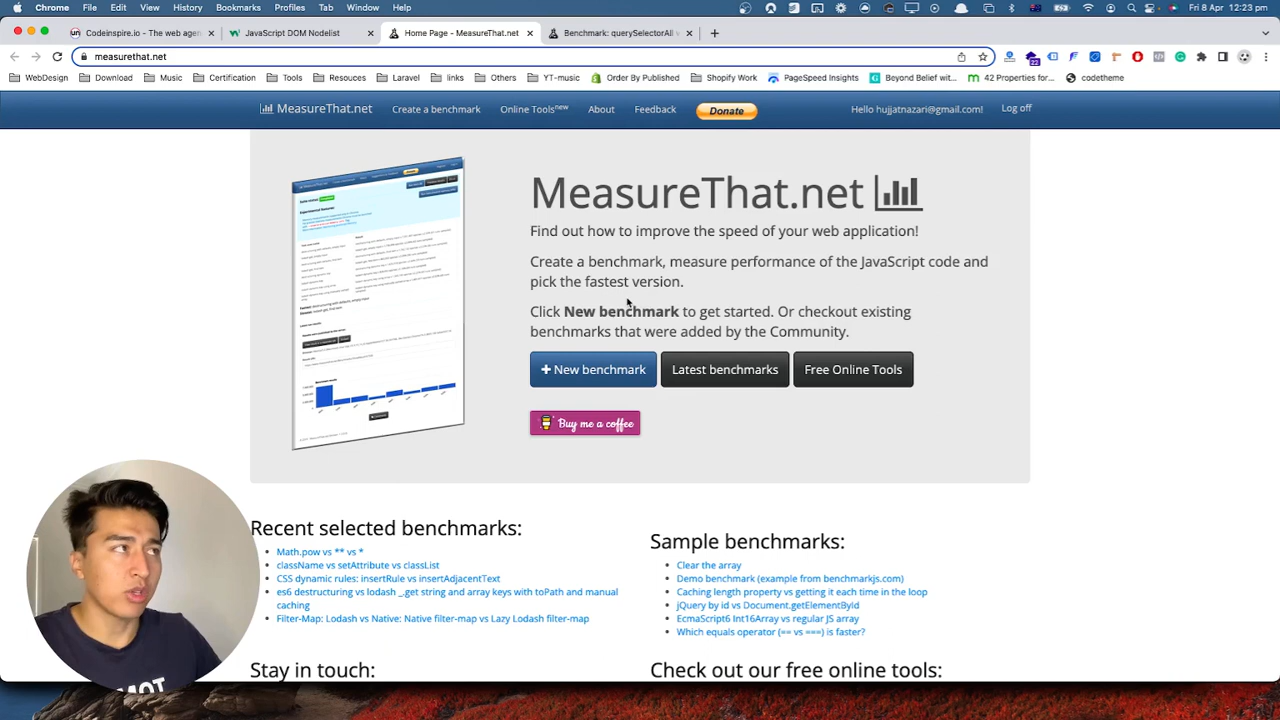 Chrome File Edit View History Bookmarks Profiles Tab Window Help
Fri 8 Apr 12:23 pm
Codeinspire.io - The web agen
JavaScript DOM Nodelist
Home Page - MeasureThat.net
Benchmark: querySelectorAll v
measurethat.net
22
WebDesign Download Music Certification Tools Resouces Laravel links Others YT-music Order By Published Shopify Work PageSpeed Insights Beyond Belief wit... 42 Properties for... codetheme
MeasureThat.net Create a benchmark Online Tools new About Feedback Donate Hello hujjatnazari@gmail.com! Log off
MeasureThat.net
Find out how to improve the speed of your web application!
Create a benchmark, measure performance of the JavaScript code and
pick the fastest version.
Click New benchmark to get started. Or checkout existing
benchmarks that were added by the Community.
+ New benchmark Latest benchmarks Free Online Tools
Buy me a coffee
Recent selected benchmarks:
Math.pow vs ** vs *
className vs setAttribute vs classList
CSS dynamic rules: insertRule vs insertAdjacentText
es6 destructuring vs lodash _.get string and array keys with toPath and manual
caching
Filter-Map: Lodash vs Native: Native filter-map vs Lazy Lodash filter-map
Sample benchmarks:
Clear the array
Demo benchmark (example from benchmarkjs.com)
Caching length property vs getting it each time in the loop
jQuery by id vs Document.getElementById
EcmaScript6 Int16Array vs regular JS array
Which equals operator (== vs ===) is faster?
Stay in touch:
Check out our free online tools: